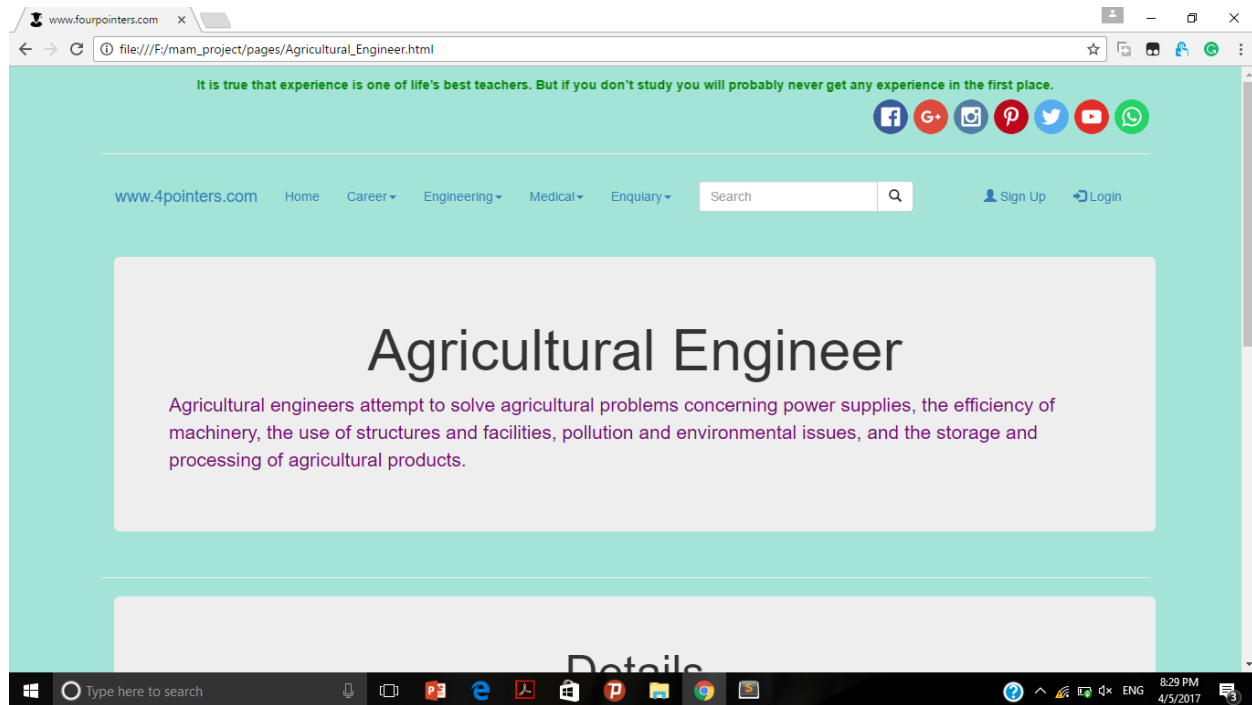 www.fourpointers.com
file:///F:/mam_project/pages/Agricultural_Engineer.html
It is true that experience is one of life's best teachers. But if you don't study you will probably never get any experience in the first place.
www.4pointers.com Home Career Engineering Medical Enquiary Search Sign Up Login
Agricultural Engineer
Agricultural engineers attempt to solve agricultural problems concerning power supplies, the efficiency of
machinery, the use of structures and facilities, pollution and environmental issues, and the storage and
processing of agricultural products.
Details
Type here to search
ENG
8:29 PM
4/5/2017
3